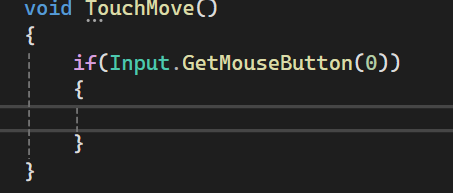 void TouchMove()
{
if(Input.GetMouseButton(0))
{
}
}